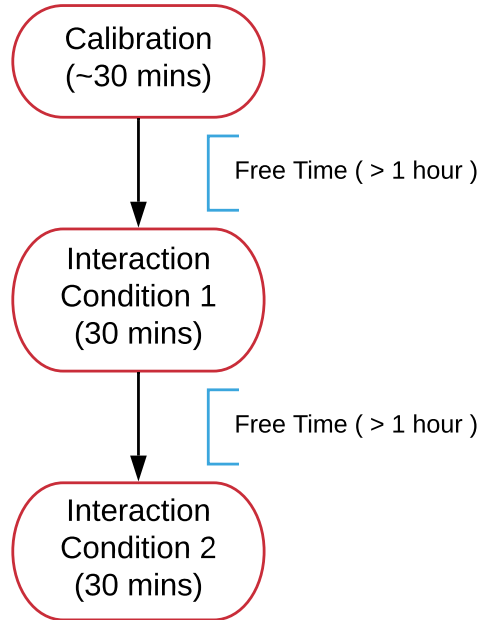 Calibration
(~30 mins)
Free Time ( > 1 hour )
Interaction
Condition 1
(30 mins)
Free Time ( > 1 hour )
Interaction
Condition 2
(30 mins)